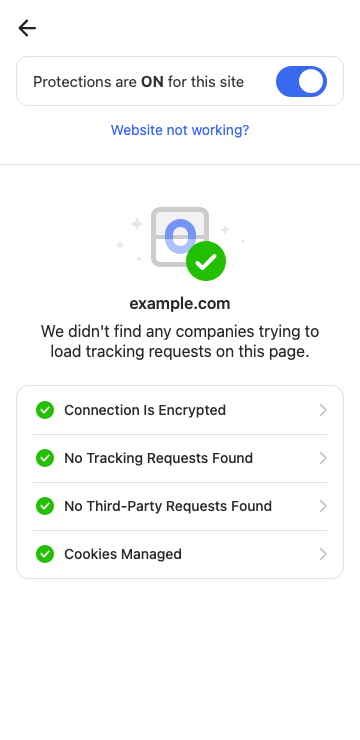 Protections are ON for this site
Website not working?
example.com
We didn't find any companies trying to
load tracking requests on this page.
Connection Is Encrypted
No Tracking Requests Found
No Third-Party Requests Found
Cookies Managed